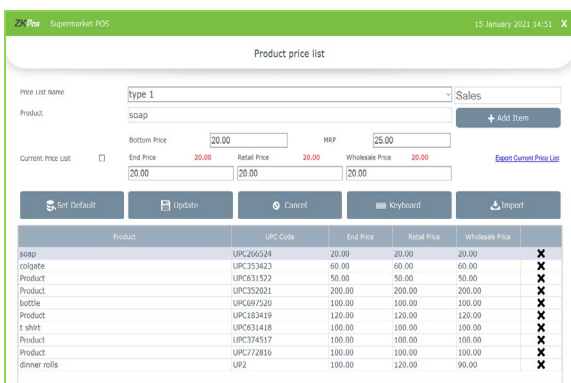 ZKPos Supermarket POS 15 January 2021 14:51 X
Product price list
Price List Name type 1 Sales
Product soap + Add Item
Bottom Price 20.00 MRP 25.00
Current Price List End Price 20.00 Retail Price 20.00 Wholesale Price 20.00 Export Current Price List
20.00 20.00 20.00
Set Default Update Cancel Keyboard Import
Product UPC Code End Price Retail Price Wholesale Price
soap UPC266524 20.00 20.00 20.00 X
colgate UPC353423 60.00 60.00 60.00 X
Product UPC631522 50.00 50.00 50.00 X
Product UPC352021 200.00 200.00 200.00 X
bottle UPC697520 100.00 100.00 100.00 X
Product UPC183419 120.00 120.00 120.00 X
t shirt UPC631418 100.00 100.00 100.00 X
Product UPC374517 100.00 100.00 100.00 X
Product UPC772816 100.00 100.00 100.00 X
dinner rolls UP2 100.00 120.00 90.00 X